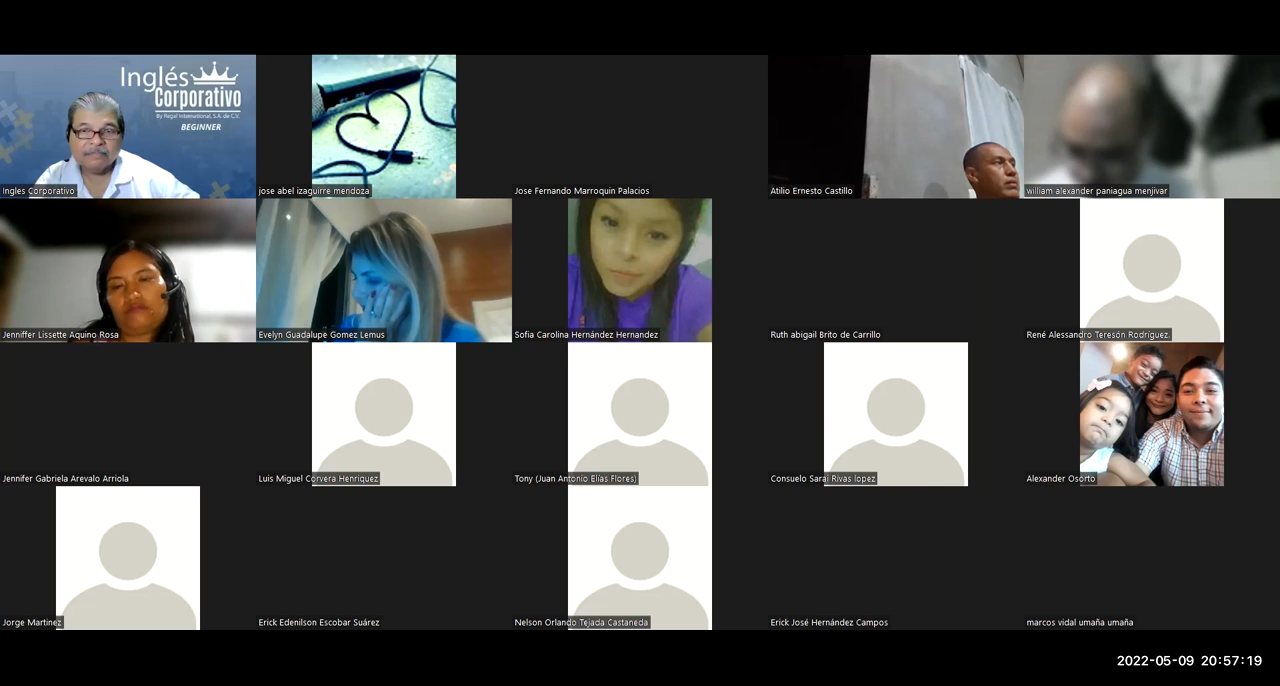 Inglés
Corporativo
By Regal International, S.A. de C.V.
BEGINNER
Ingles Corporativo
jose abel izaguirre mendoza
Jose Fernando Marroquin Palacios
Atilio Ernesto Castillo
william alexander paniagua menjivar
Jenniffer Lissette Aquino Rosa
Evelyn Guadalupe Gomez Lemus
Sofia Carolina Hernández Hernandez
Ruth abigail Brito de Carrillo
René Alessandro Teresón Rodríguez.
Jennifer Gabriela Arevalo Arriola
Luis Miguel Corvera Henriquez
Tony (Juan Antonio Elias Flores)
Consuelo Sarai Rivas lopez
Alexander Osorto
Jorge Martinez
Erick Edenilson Escobar Suárez
Nelson Orlando Tejada Castaneda
Erick José Hernández Campos
marcos vidal umaña umaña
2022-05-09 20:57:19